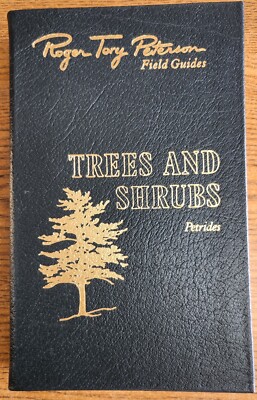 Roger Tory Peterson
Field Guides
TREES AND
SHRUBS
Petrides